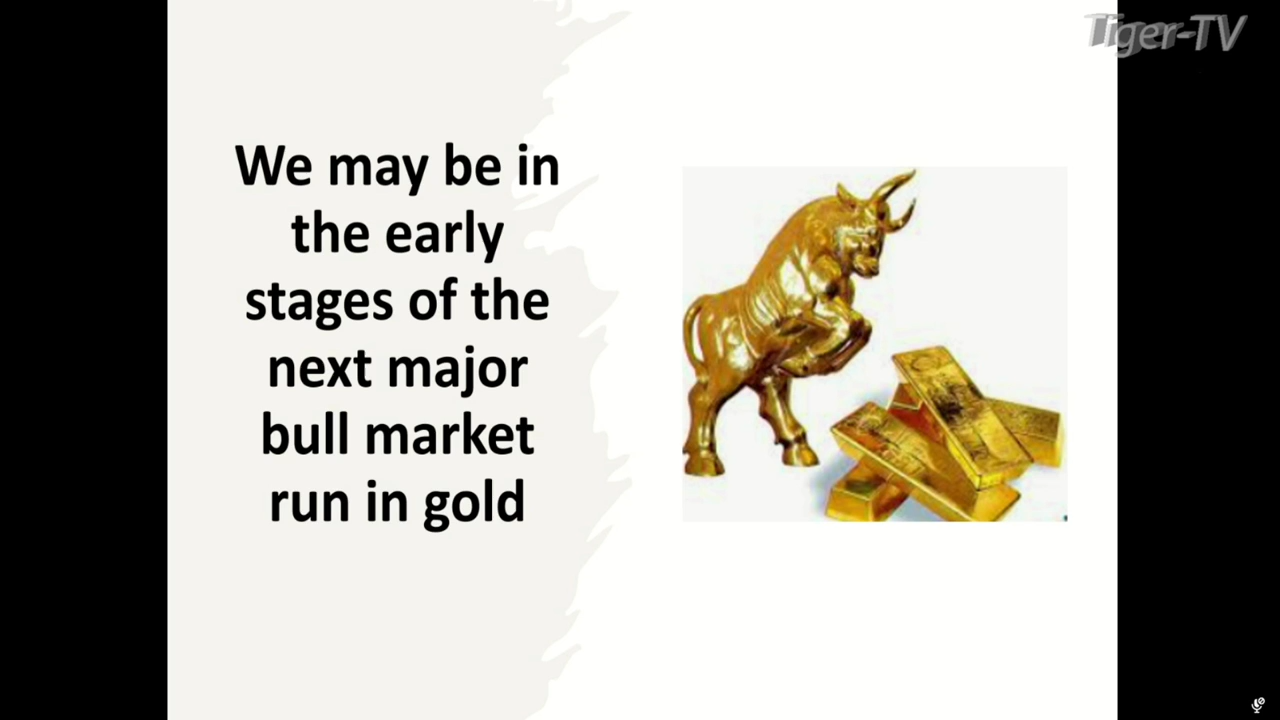 Tiger-TV
We may be in
the early
stages of the
next major
bull market
run in gold